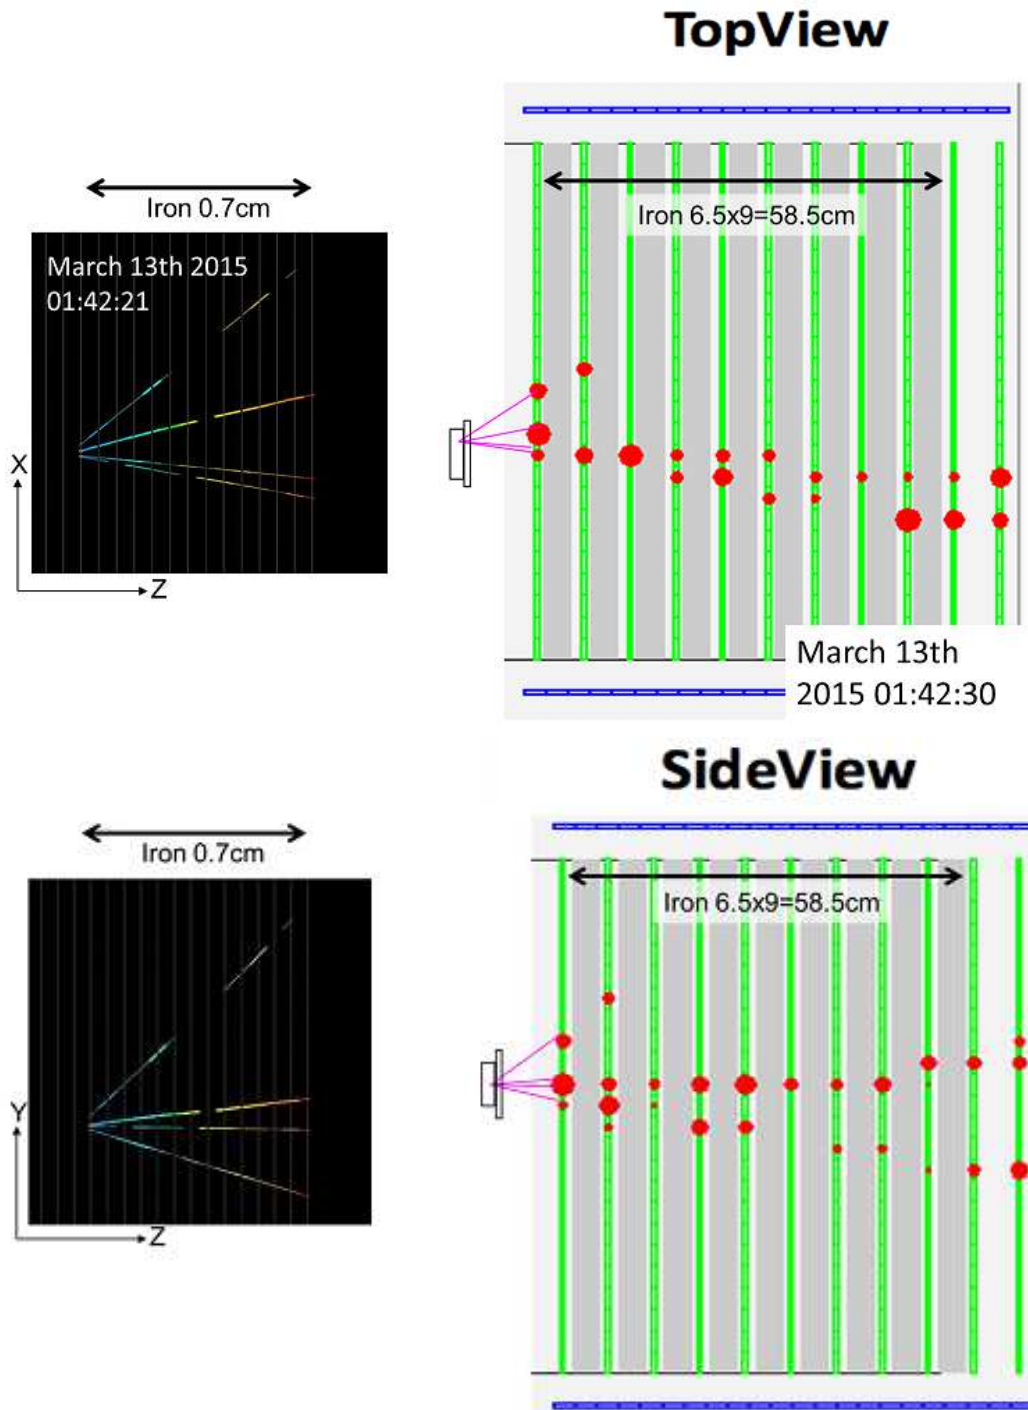 TopView
Iron 0.7cm
Iron 6.5x9=58.5cm
March 13th 2015
01:42:21
X
Z
March 13th
2015 01:42:30
SideView
Iron 0.7cm
Iron 6.5x9=58.5cm
Y
Z